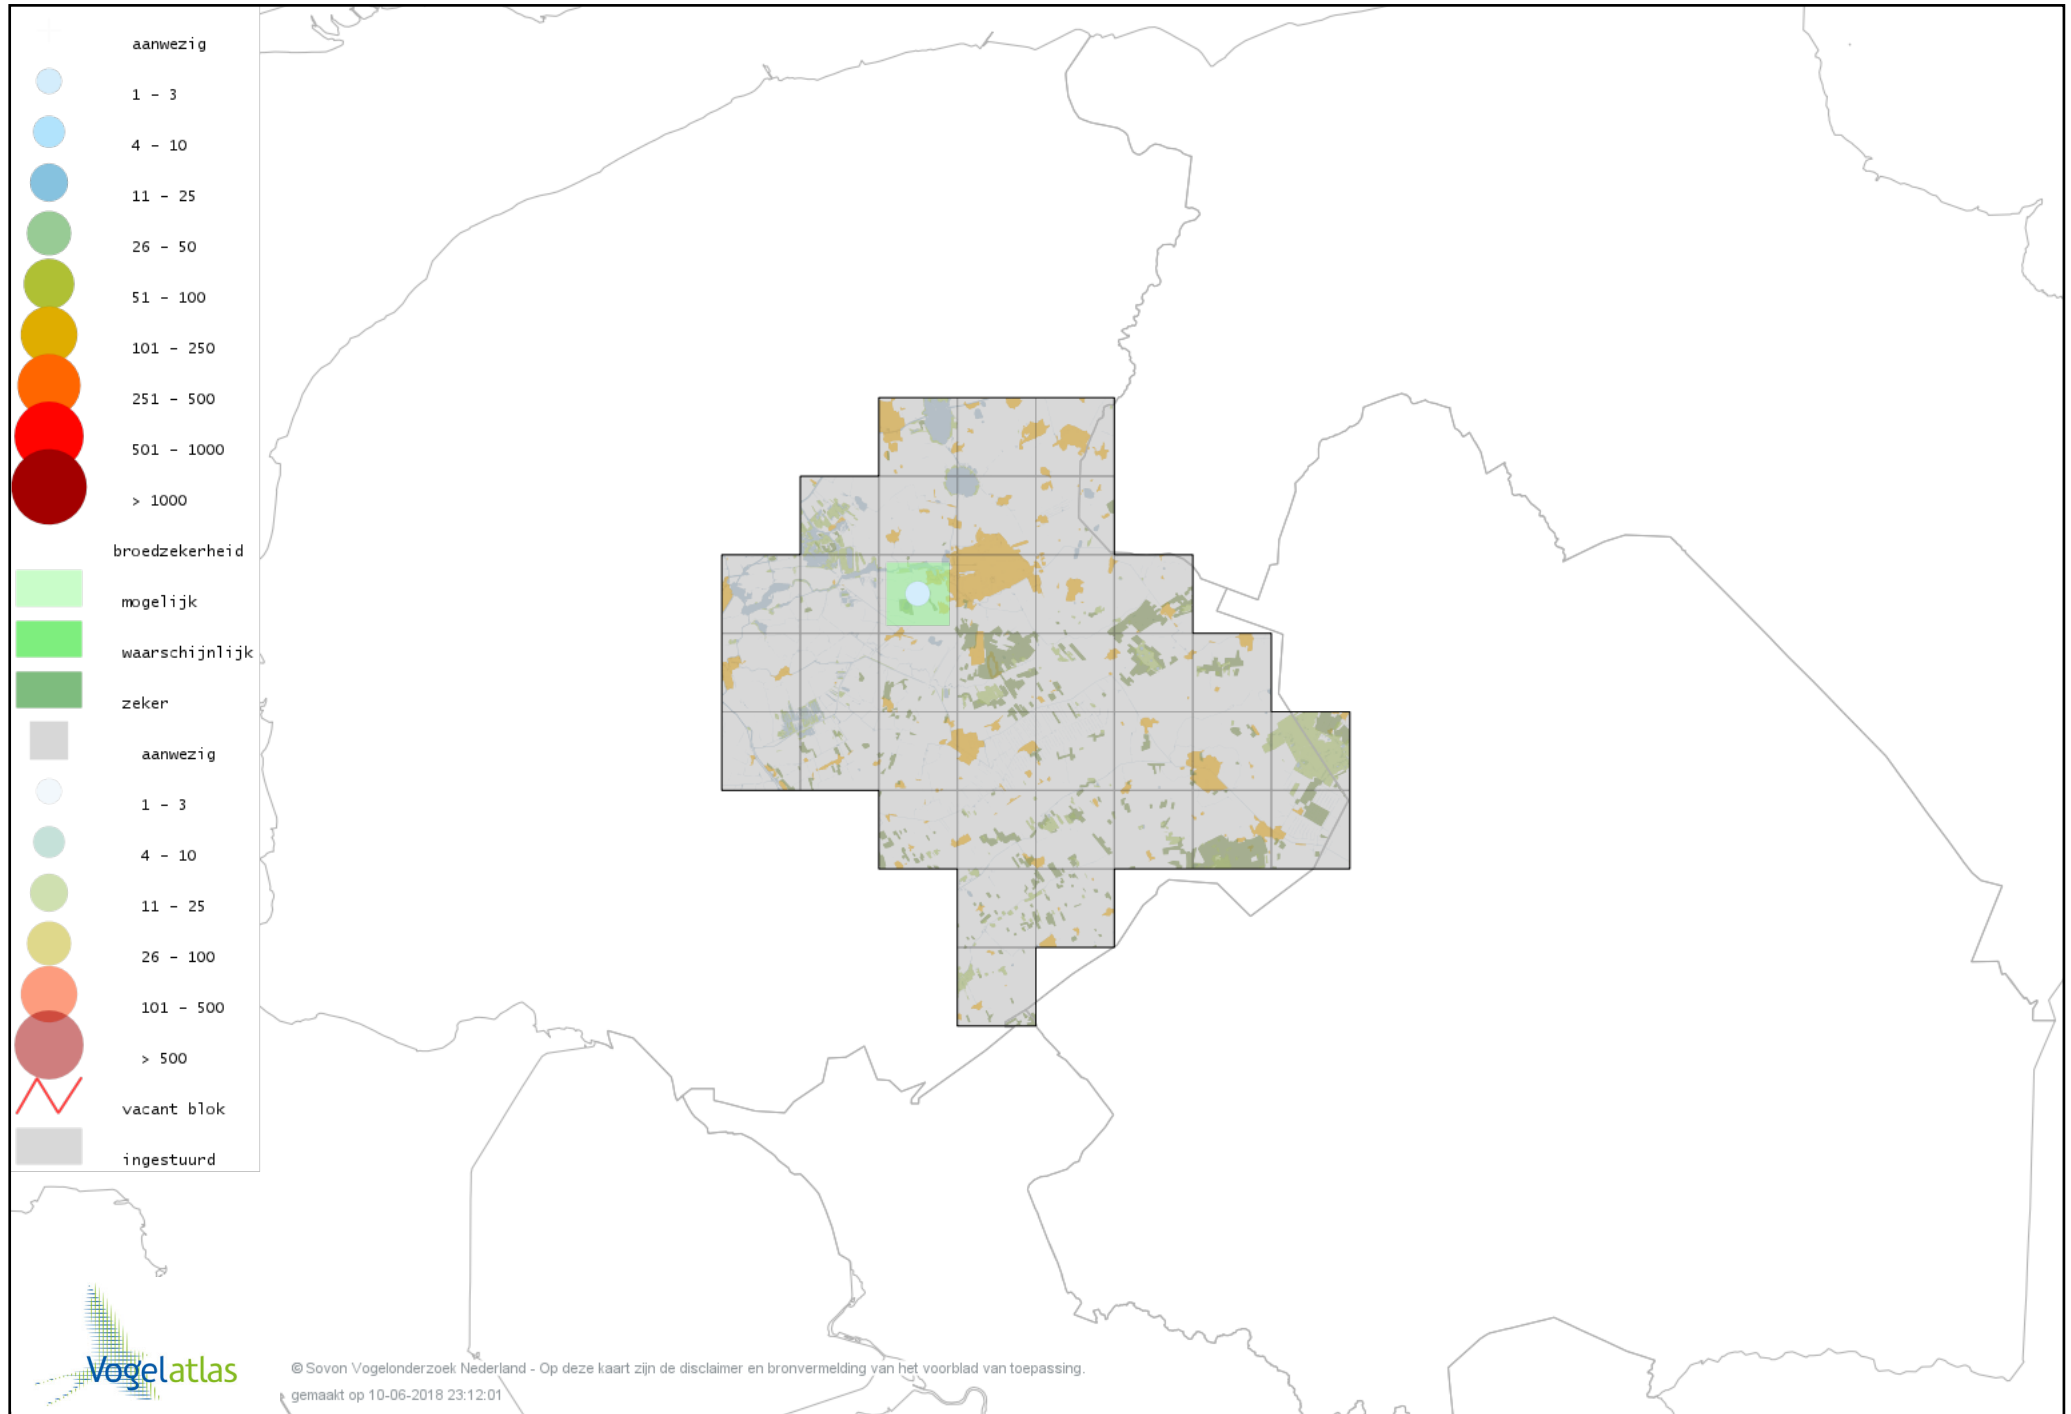 aanwezig
1 - 3
4 - 10
11 - 25
26 - 50
51 - 100
101 - 250
251 - 500
501 - 1000
> 1000
broedzekerheid
mogelijk
waarschijnlijk
zeker
aanwezig
1 - 3
4 - 10
11 - 25
26 - 100
101 - 500
> 500
vacant blok
ingestuurd
Vogelatlas
© Sovon Vogelonderzoek Nederland - Op deze kaart zijn de disclaimer en bronvermelding van het voorblad van toepassing.
gemaakt op 10-06-2018 23:12:01